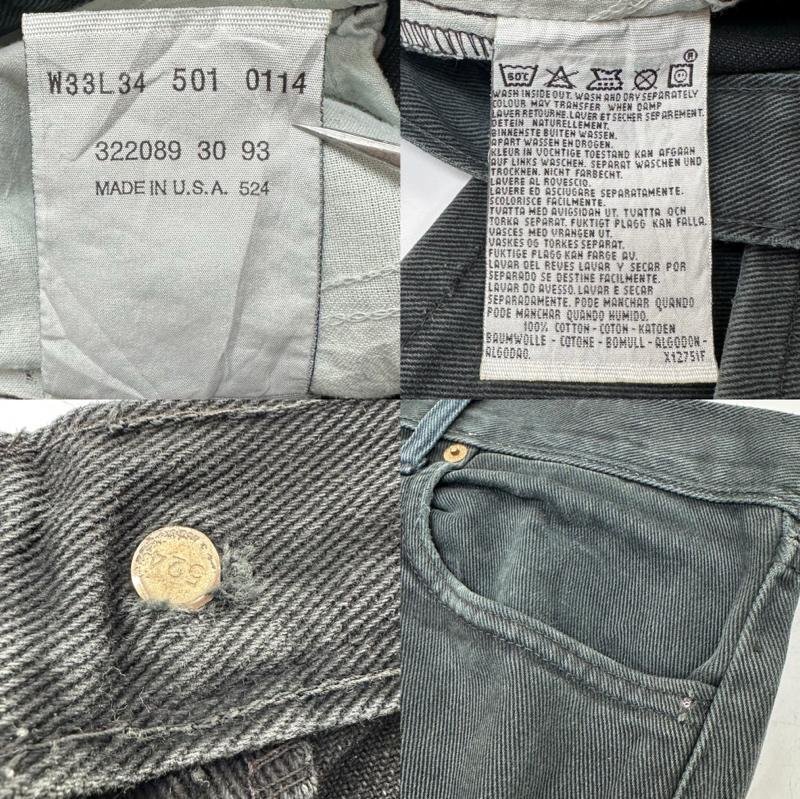 W33L34 501 0114
322089 30 93
MADE IN U.S.A. 524
®
60°C
WASH INSIDE OUT. WASH AND DRY SEPARATELY
COLOUR MAY TRANSFER WHEN DAMP
LAVER RETOURNE. LAVER ET SECHER SEPAREMENT.
DETEIN NATURELLEMENT.
BINNENSTE BUITEN WASSEN.
APART WASSEN EN DROGEN.
KLEUR IN VOCHTIGE TOESTAND KAN AFGAAN
AUF LINKS WASCHEN. SEPARAT WASCHEN UND
TROCKNEN. NICHT FARBECHT.
LAVERE AL ROVESCIO.
LAVERE ED ASCIUGARE SEPARATAMENTE.
SCOLORISCE FACILMENTE.
TVATTA MED AVIGSIDAN UT. TVATTA OCH
TORKA SEPARAT. FUKTIGT PLAGG KAN FALLA.
VASCES MED VRANGEN UT.
VASKES OG TORKES SEPARAT.
FUKTIGE PLAGG KAN FARGE AV.
LAVAR DEL REVES LAVAR Y SECAR POR
SEPARADO SE DESTINE FACILMENTE.
LAVAR DO AVESSO. LAVAR E SECAR
SEPARADAMENTE. PODE MANCHAR QUANDO
PODE MANCHAR QUANDO HUMIDO.
100% COTTON - COTON - KATOEN
BAUMWOLLE - COTONE - BOMULL - ALGODON -
ALGODAO.
X1275IF
524